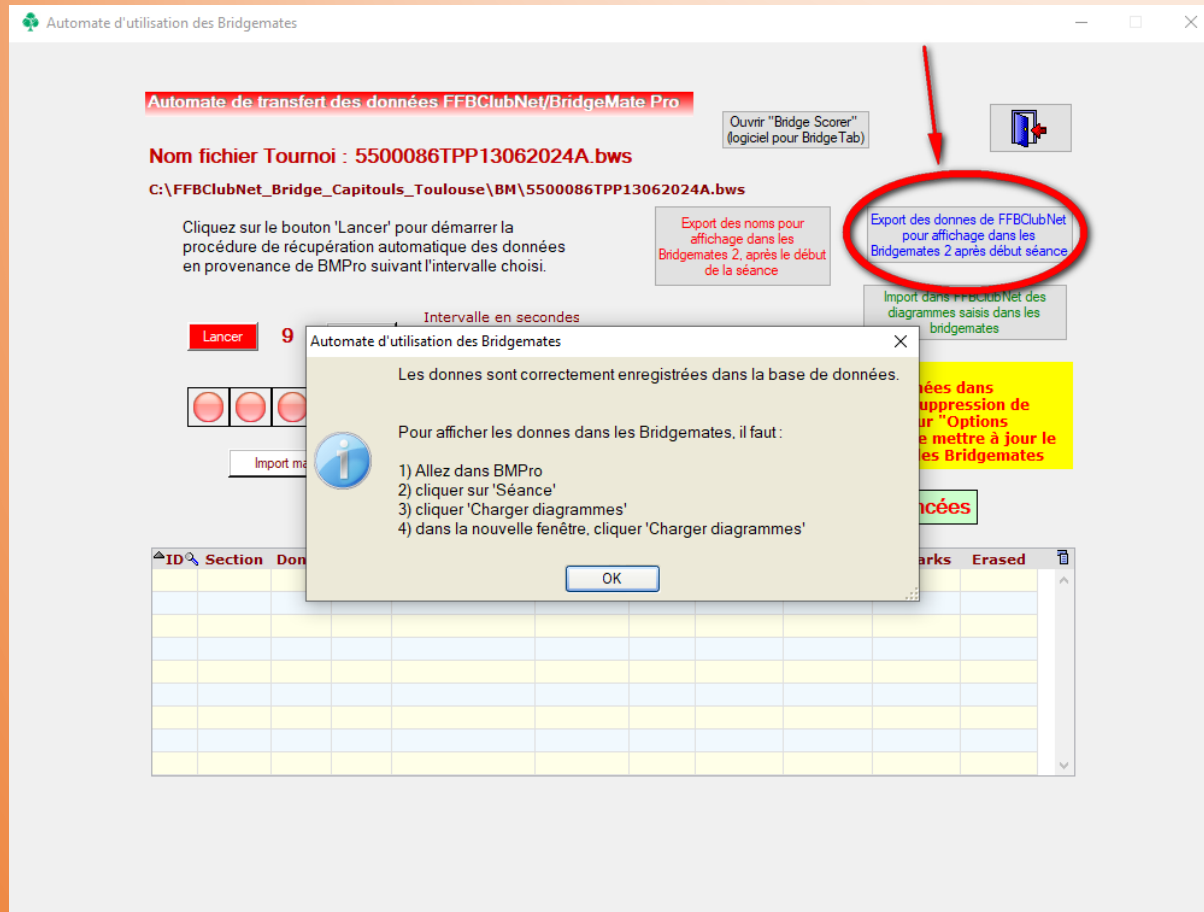 Automate d'utilisation des Bridgemates
Automate de transfert des données FFBClubNet/BridgeMate Pro
Ouvrir "Bridge Scorer"
(logiciel pour BridgeTab)
Nom fichier Tournoi : 5500086TPP13062024A.bws
C:\FFBClubNet_Bridge_Capitouls_Toulouse\BM\5500086TPP13062024A.bws
Cliquez sur le bouton 'Lancer' pour démarrer la
procédure de récupération automatique des données
en provenance de BMPro suivant l'intervalle choisi.
Export des noms pour
affichage dans les
Bridgemates 2, après le début
de la séance
Export des donnes de FFBClubNet
pour affichage dans les
Bridgemates 2 après début séance
Import dans FFBClubNet des
diagrammes saisis dans les
bridgemates
Intervalle en secondes
Lancer
9
Automate d'utilisation des Bridgemates
Les donnes sont correctement enregistrées dans la base de données.
Pour afficher les donnes dans les Bridgemates, il faut :
1) Allez dans BMPro
2) cliquer sur 'Séance'
3) cliquer 'Charger diagrammes'
4) dans la nouvelle fenêtre, cliquer 'Charger diagrammes'
OK
dans
de
"Options
mettre à jour le
Bridgemates
Import
ID Section Erased